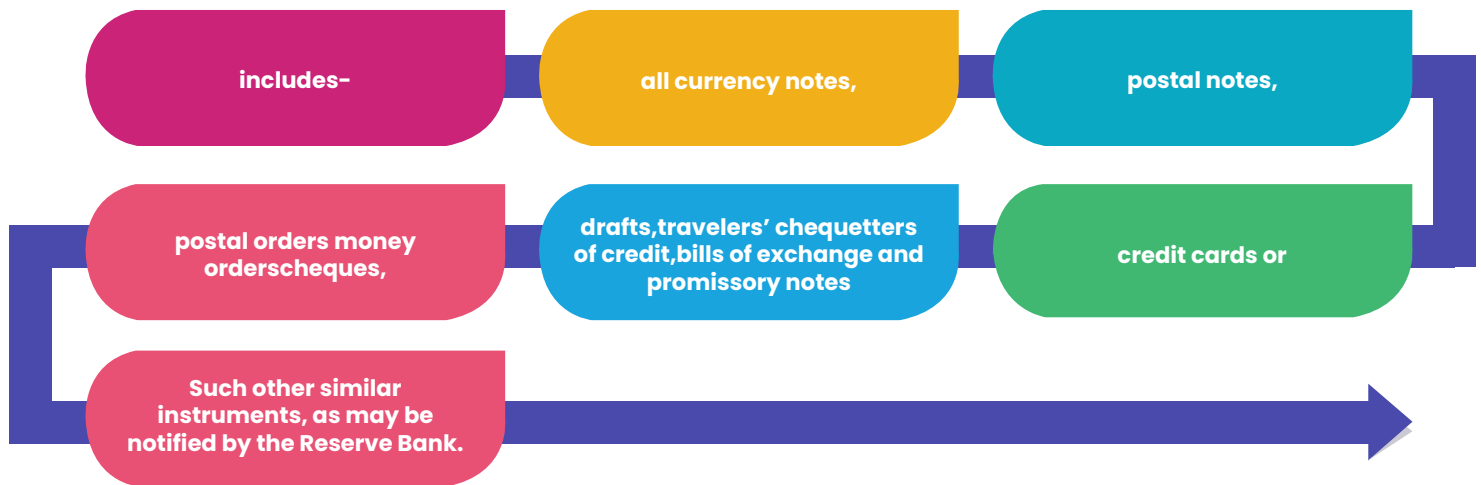 includes-
all currency notes,
postal notes,
postal orders money
orderscheques,
drafts,travelers’ chequetters
of credit,bills of exchange and
promissory notes
credit cards or
Such other similar
instruments, as may be
notified by the Reserve Bank.